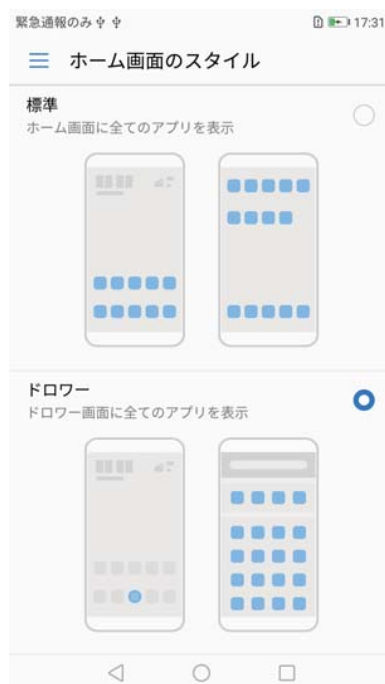 緊急通報のみ 17:31
ホーム画面のスタイル
標準
ホーム画面に全てのアプリを表示
ドロワー
ドロワー画面に全てのアプリを表示